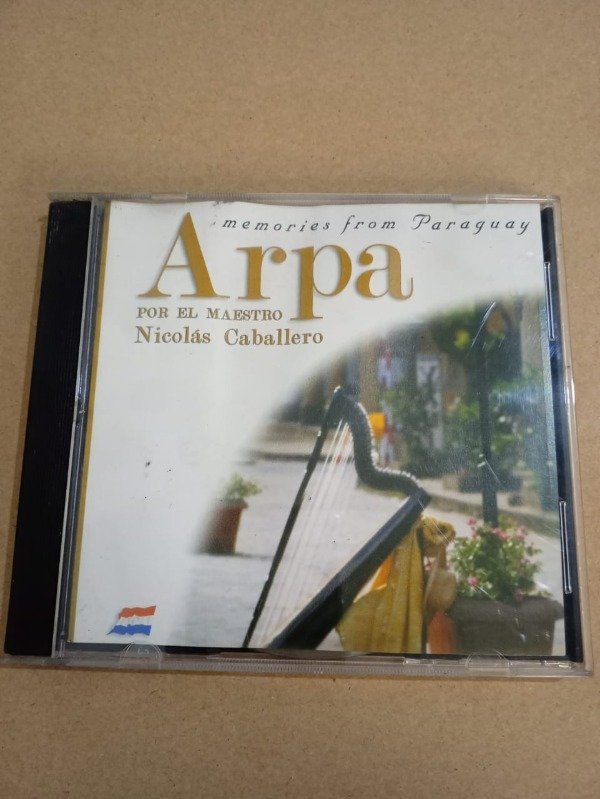 memories from Paraguay
Arpa
POR EL MAESTRO
Nicolás Caballero